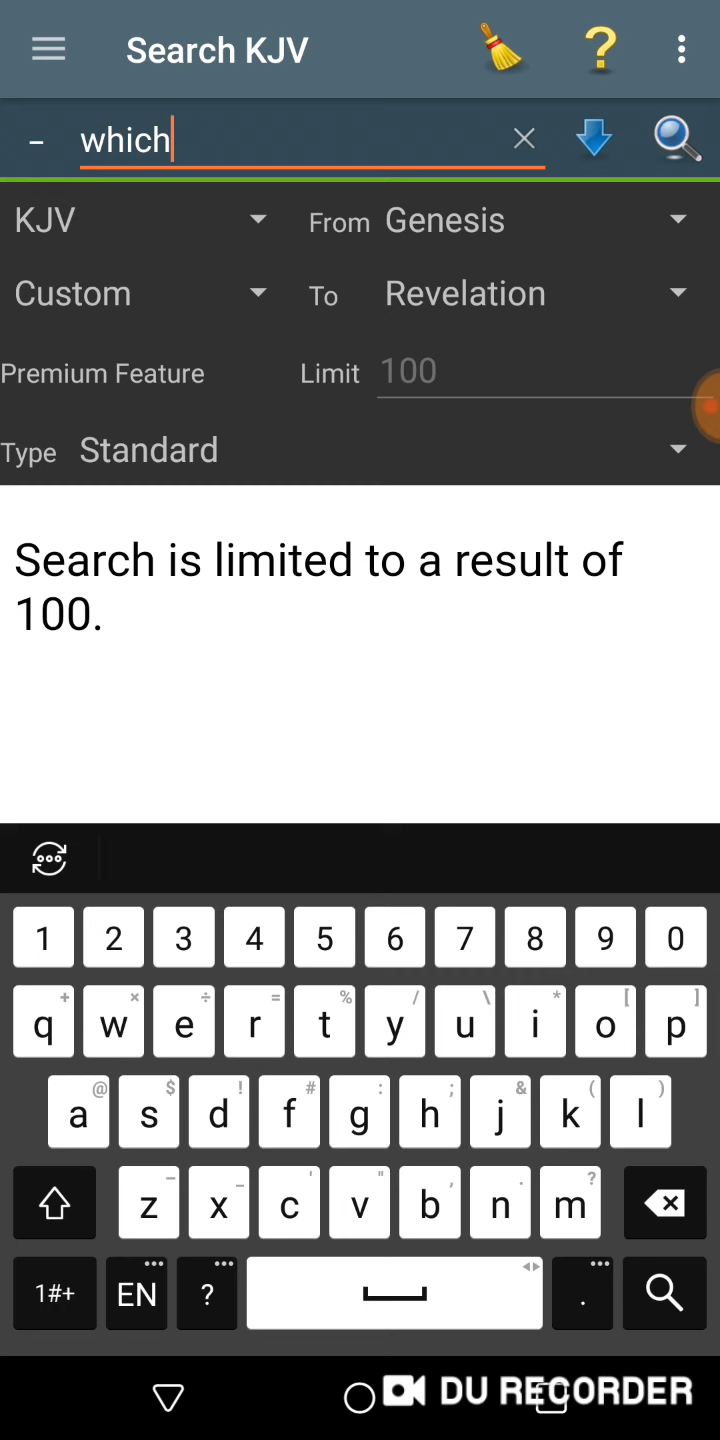 Search KJV
?
- which
KJV From Genesis
Custom To Revelation
Premium Feature Limit 100
Type Standard
Search is limited to a result of
100.
1 2 3 4 5 6 7 8 9 0
+ × ÷ = % / \ * [ ]
q w e r t y u i o p
@ $ ! # : ; & ( )
a s d f g h j k l
– _ ' " , . ?
z x c v b n m
1#+ EN ? .
DU RECORDER